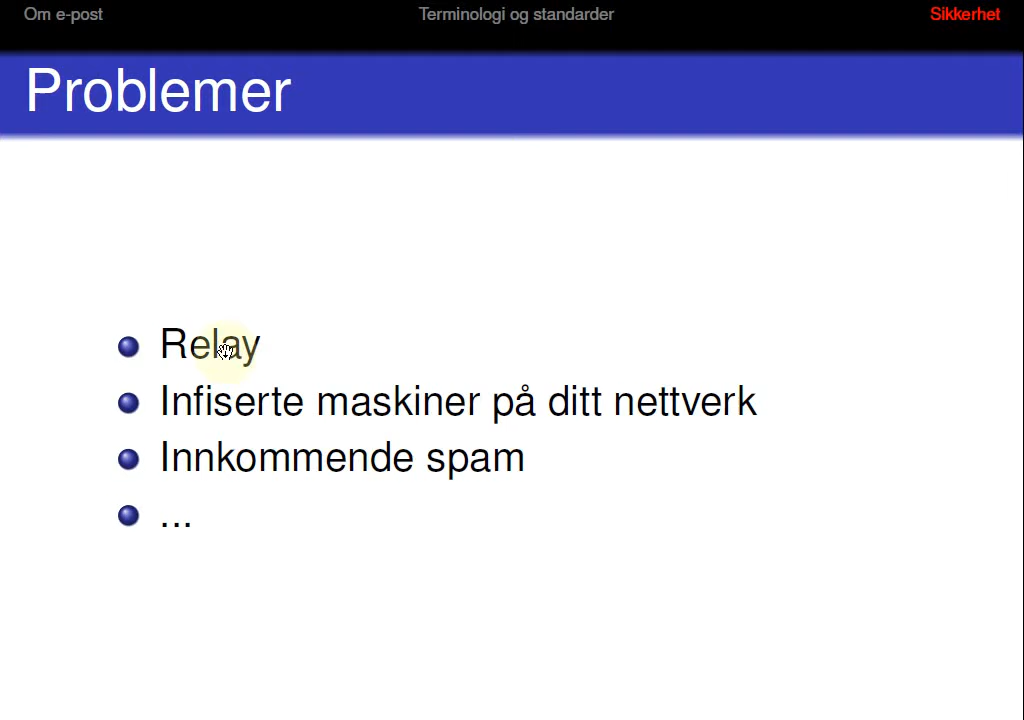 Om e-post
Terminologi og standarder
Sikkerhet
Problemer
Relay
Infiserte maskiner på ditt nettverk
Innkommende spam
...